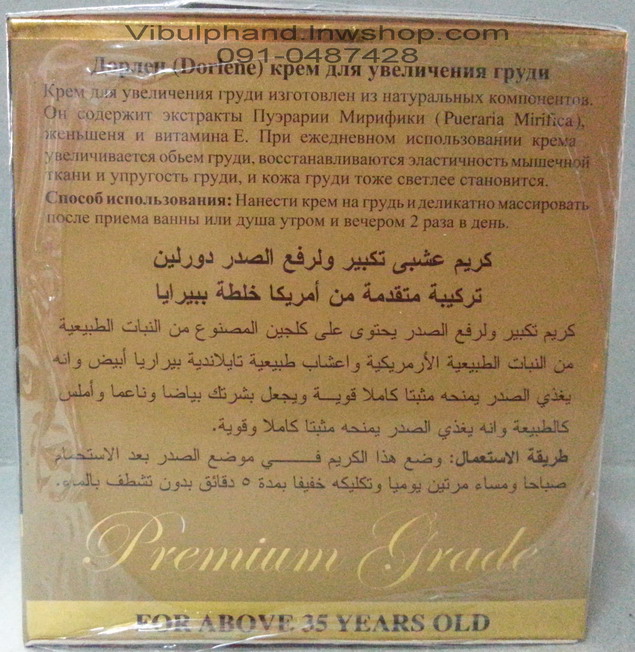 Vibulphand.Inwshop.com
091-0487428
Дорлен (Dorlene) крем для увеличения груди
Крем для увеличения груди изготовлен из натуральных компонентов.
Он содержит экстракты Пуэрарии Мирифики (Pueraria Mirifica),
женьшеня и витамина Е. При ежедневном использовании крема
увеличивается обьем груди, восстанавливаются эластичность мышечной
ткани и упругость груди, и кожа груди тоже светлее становится.
Способ использования: Нанести крем на грудь и деликатно массировать
после приема ванны или душа утром и вечером 2 раза в день.
كريم عشبى تكبير ولرفع الصدر دورلين
تركيبة متقدمة من أمريكا خلطة ببيرايا
كريم تكبير ولرفع الصدر يحتوى على كلجين المصنوع من النبات الطبيعية
من النبات الطبيعية الأرمريكية واعشاب طبيعية تايلاندية بيراريا أبيض وانه
يغذي الصدر يمنحه مثبتا كاملا قويــة ويجعل بشرتك بياضا وناعما وأملس
كالطبيعة وانه يغذي الصدر يمنحه مثبتا كاملا وقوية.
طريقة الاستعمال: وضع هذا الكريم فــــي موضع الصدر بعد الاستحمام
صباحا ومساء مرتين يوميا وتكليكه خفيفا بمدة ٥ دقائق بدون تشطف بالماء.
Premium Grade
FOR ABOVE 35 YEARS OLD